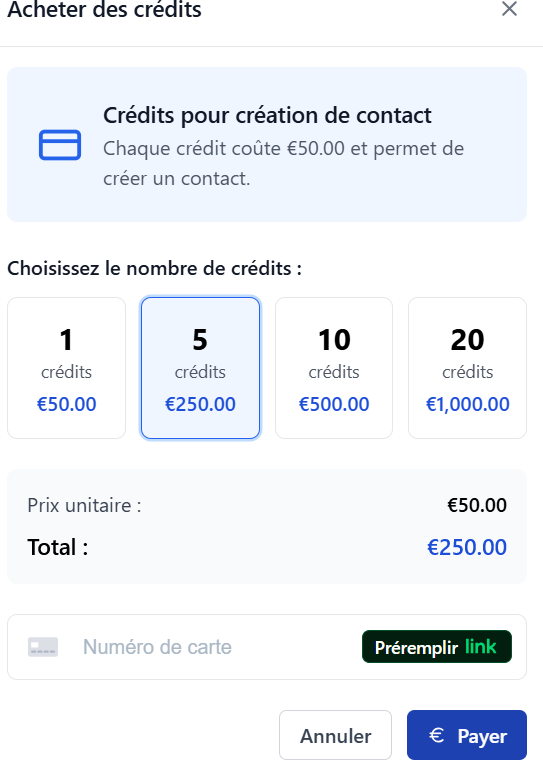 Acheter des crédits
Crédits pour création de contact
Chaque crédit coûte €50.00 et permet de
créer un contact.
Choisissez le nombre de crédits :
1
crédits
€50.00
5
crédits
€250.00
10
crédits
€500.00
20
crédits
€1,000.00
Prix unitaire :
€50.00
Total :
€250.00
Numéro de carte
Préremplir link
Annuler
€ Payer